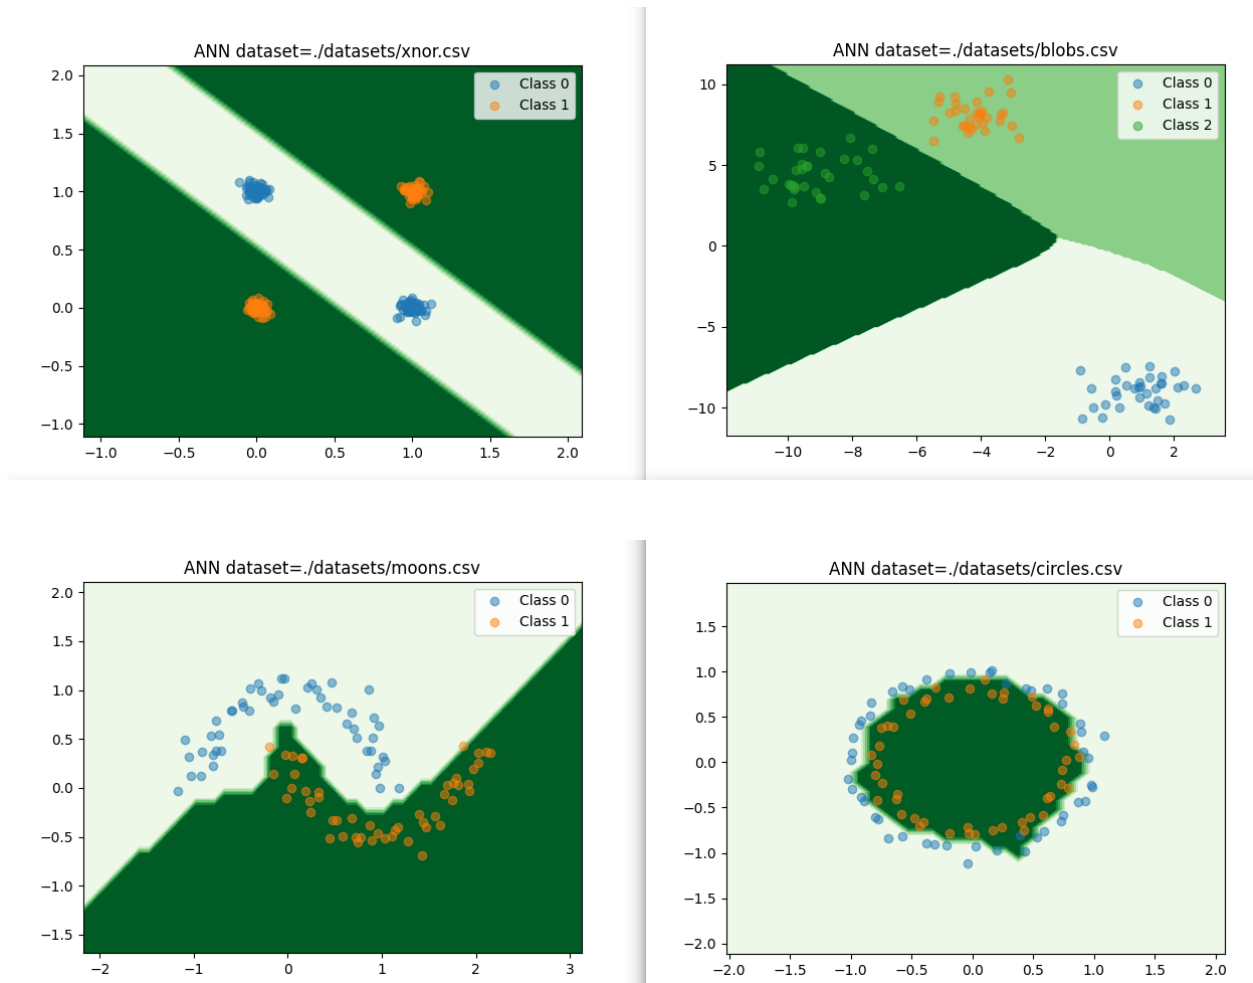 ANN dataset=./datasets/xnor.csv
2.0
1.5
1.0
0.5
0.0
−0.5
−1.0
−1.0 −0.5 0.0 0.5 1.0 1.5 2.0
Class 0
Class 1
ANN dataset=./datasets/blobs.csv
10
5
0
−5
−10
−10 −8 −6 −4 −2 0 2
Class 0
Class 1
Class 2
ANN dataset=./datasets/moons.csv
2.0
1.5
1.0
0.5
0.0
−0.5
−1.0
−1.5
−2 −1 0 1 2 3
Class 0
Class 1
ANN dataset=./datasets/circles.csv
1.5
1.0
0.5
0.0
−0.5
−1.0
−1.5
−2.0
−2.0 −1.5 −1.0 −0.5 0.0 0.5 1.0 1.5 2.0
Class 0
Class 1